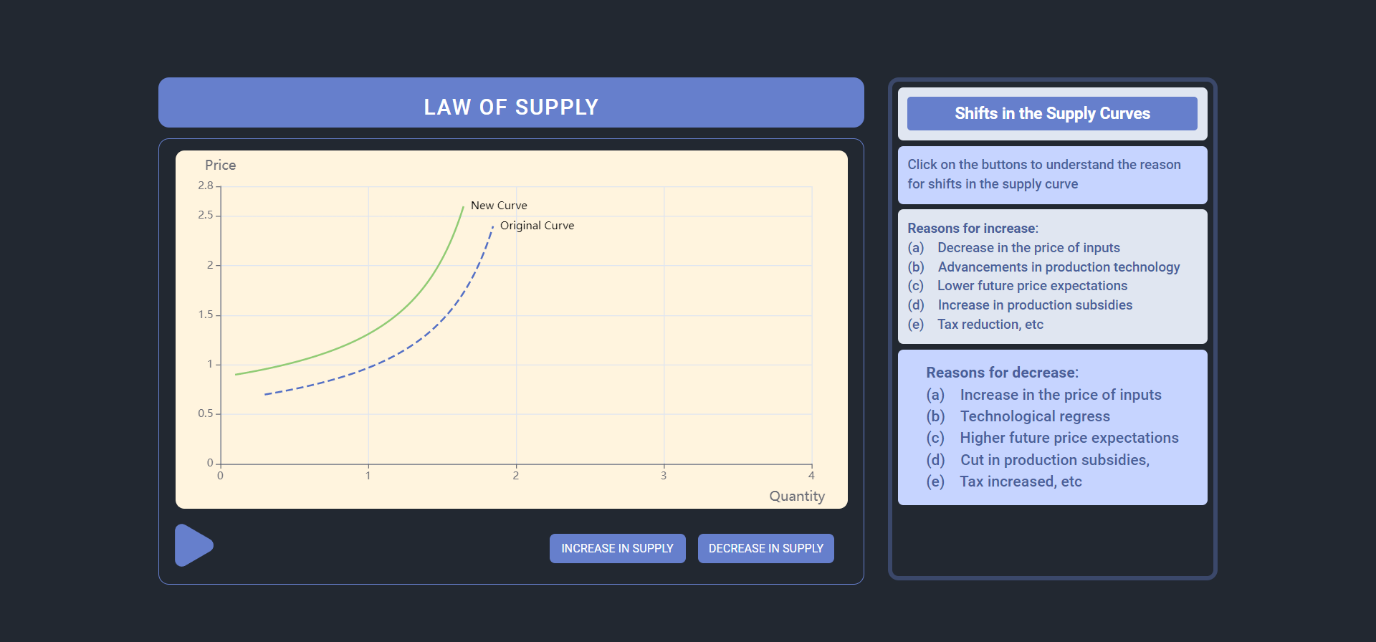 LAW OF SUPPLY
Price
2.8
2.5
2
1.5
1
0.5
0
New Curve
Original Curve
0 1 2 3 4
Quantity
INCREASE IN SUPPLY
DECREASE IN SUPPLY
Shifts in the Supply Curves
Click on the buttons to understand the reason
for shifts in the supply curve
Reasons for increase:
(a) Decrease in the price of inputs
(b) Advancements in production technology
(c) Lower future price expectations
(d) Increase in production subsidies
(e) Tax reduction, etc
Reasons for decrease:
(a) Increase in the price of inputs
(b) Technological regress
(c) Higher future price expectations
(d) Cut in production subsidies,
(e) Tax increased, etc